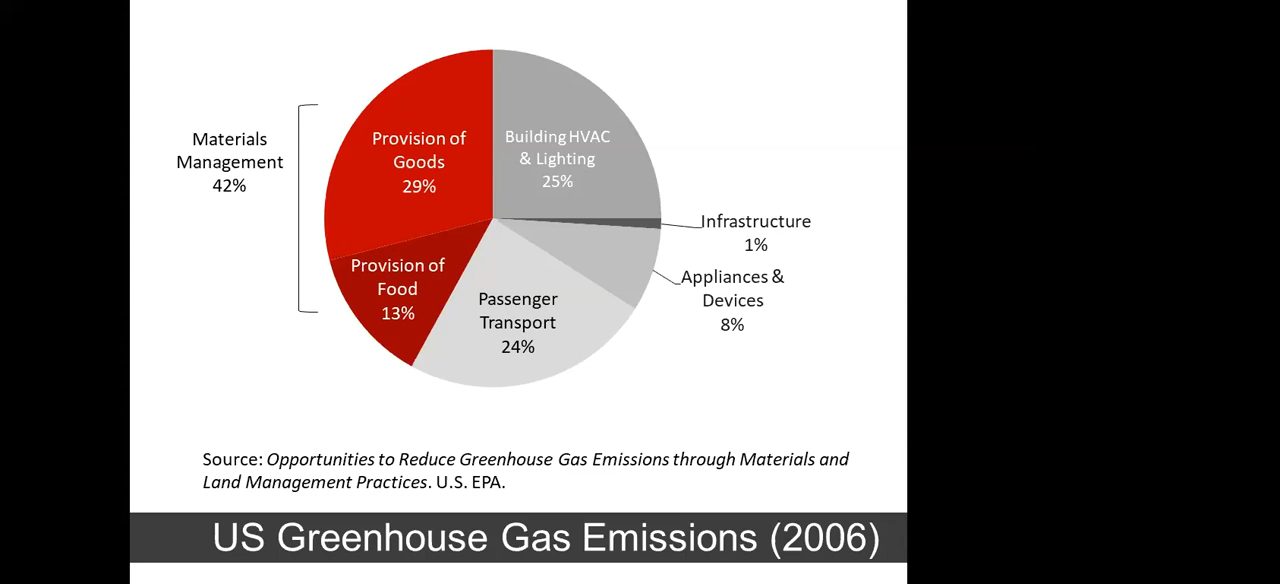 Materials
Management
42%
Provision of
Goods
29%
Building HVAC
& Lighting
25%
Infrastructure
1%
Appliances &
Devices
8%
Passenger
Transport
24%
Provision of
Food
13%
Source: Opportunities to Reduce Greenhouse Gas Emissions through Materials and
Land Management Practices. U.S. EPA.
US Greenhouse Gas Emissions (2006)